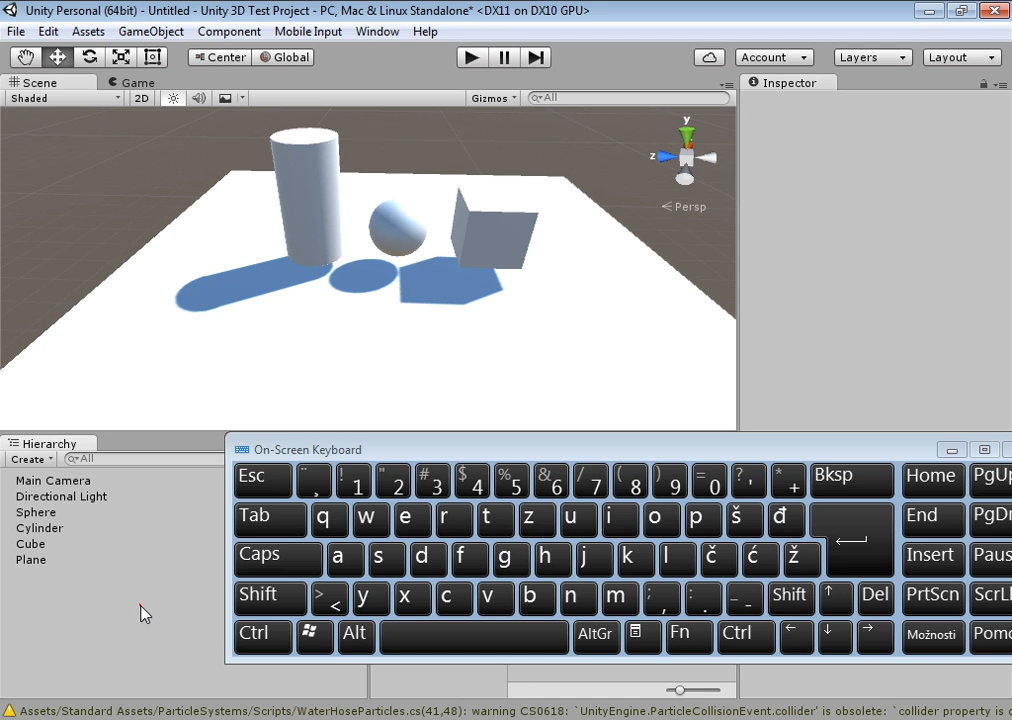 Unity Personal (64bit) - Untitled - Unity 3D Test Project - PC, Mac & Linux Standalone* <DX11 on DX10 GPU>
File Edit Assets GameObject Component Mobile Input Window Help
Center Global Account Layers Layout
Scene Game Inspector
Shaded 2D Gizmos All
y
z
Persp
Hierarchy
Create All
Main Camera
Directional Light
Sphere
Cylinder
Cube
Plane
On-Screen Keyboard
Esc ¨ ¸ ! 1 " 2 # 3 $ 4 % 5 & 6 / 7 ( 8 ) 9 = 0 ? ' * + Bksp Home PgUp
Tab q w e r t z u i o p š đ End PgDn
Caps a s d f g h j k l č ć ž Insert Paus
Shift > < y x c v b n m ; , : . _ - Shift ↑ Del PrtScn ScrL
Ctrl Alt AltGr Fn Ctrl ← ↓ → Možnosti Pomo
Assets/Standard Assets/ParticleSystems/Scripts/WaterHoseParticles.cs(41,48): warning CS0618: `UnityEngine.ParticleCollisionEvent.collider' is obsolete: `collider property is